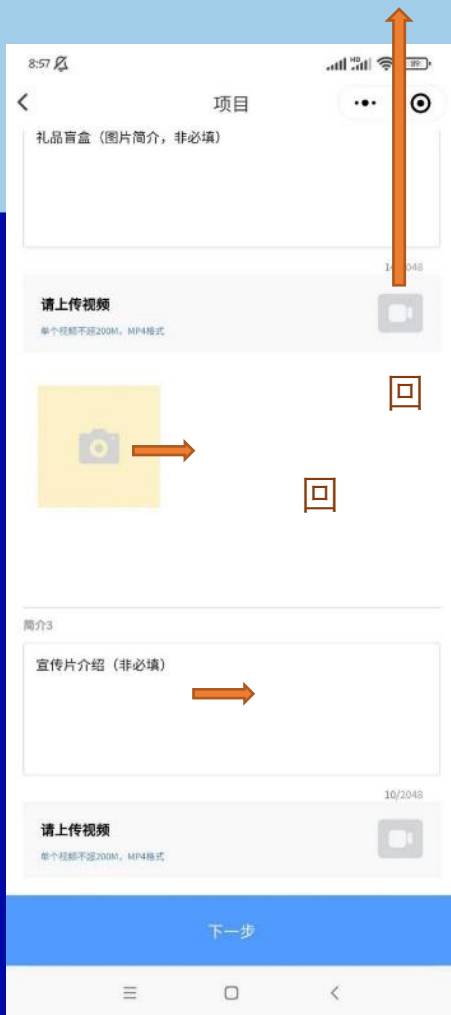 8:57
项目
礼品盲盒（图片简介，非必填）
请上传视频
单个视频不超200M，MP4格式
回
回
简介3
宣传片介绍（非必填）
10/2048
请上传视频
单个视频不超200M，MP4格式
下一步